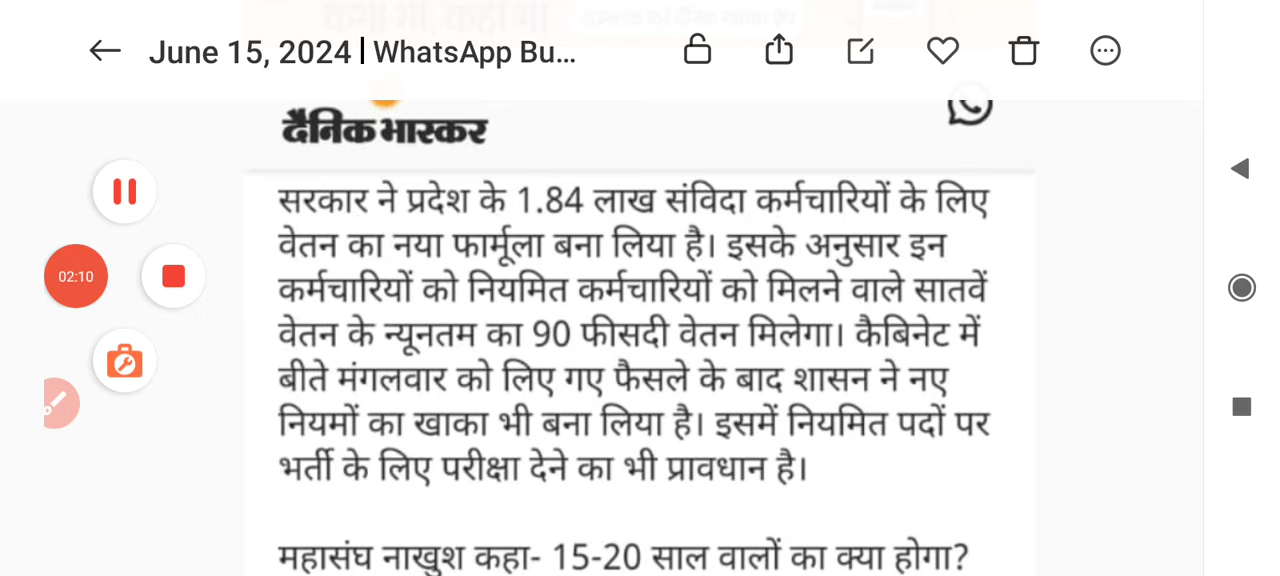 June 15, 2024 | WhatsApp Bu...
दैनिक भास्कर
सरकार ने प्रदेश के 1.84 लाख संविदा कर्मचारियों के लिए
वेतन का नया फार्मूला बना लिया है। इसके अनुसार इन
कर्मचारियों को नियमित कर्मचारियों को मिलने वाले सातवें
वेतन के न्यूनतम का 90 फीसदी वेतन मिलेगा। कैबिनेट में
बीते मंगलवार को लिए गए फैसले के बाद शासन ने नए
नियमों का खाका भी बना लिया है। इसमें नियमित पदों पर
भर्ती के लिए परीक्षा देने का भी प्रावधान है।
महासंघ नाखुश कहा- 15-20 साल वालों का क्या होगा?
02:10